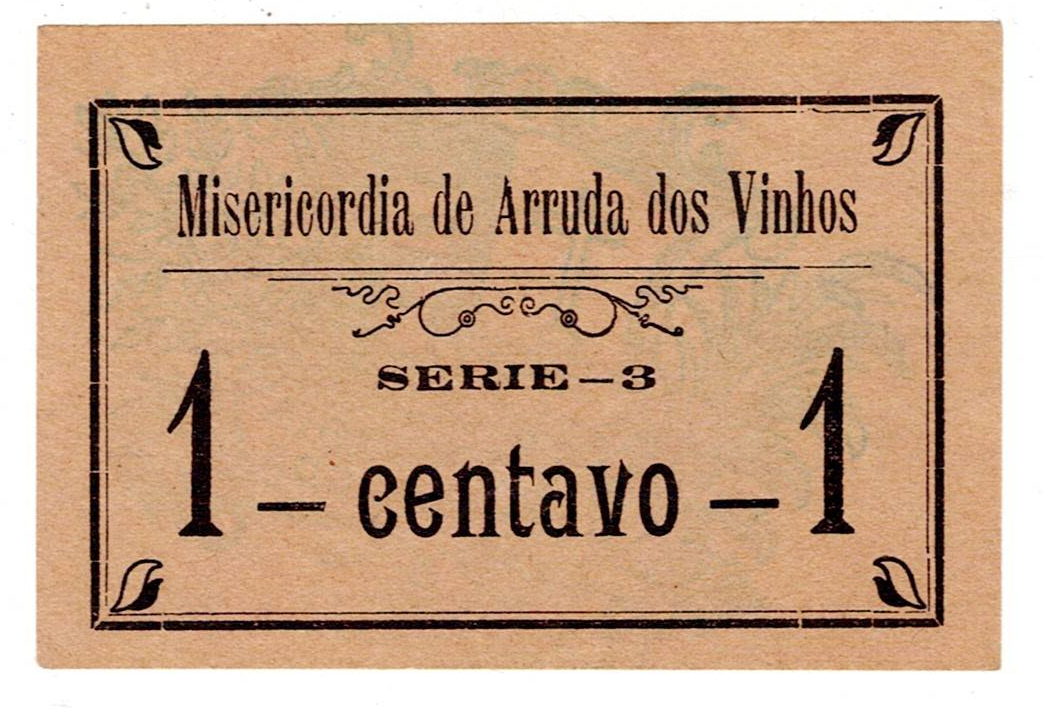 Misericordia de Arruda dos Vinhos
SERIE-3
1 - centavo - 1